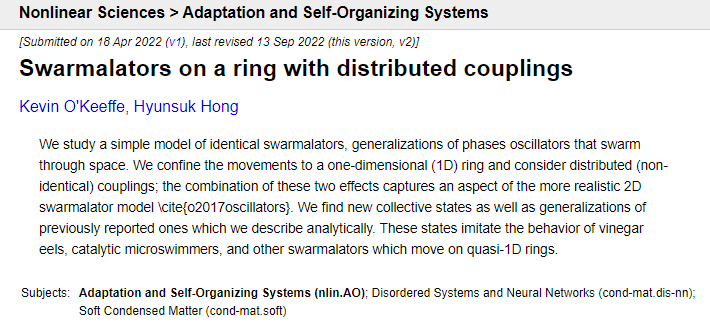 Nonlinear Sciences > Adaptation and Self-Organizing Systems
[Submitted on 18 Apr 2022 (v1), last revised 13 Sep 2022 (this version, v2)]
Swarmalators on a ring with distributed couplings
Kevin O'Keeffe, Hyunsuk Hong
We study a simple model of identical swarmalators, generalizations of phases oscillators that swarm
through space. We confine the movements to a one-dimensional (1D) ring and consider distributed (non-
identical) couplings; the combination of these two effects captures an aspect of the more realistic 2D
swarmalator model \cite{o2017oscillators}. We find new collective states as well as generalizations of
previously reported ones which we describe analytically. These states imitate the behavior of vinegar
eels, catalytic microswimmers, and other swarmalators which move on quasi-1D rings.
Subjects: Adaptation and Self-Organizing Systems (nlin.AO); Disordered Systems and Neural Networks (cond-mat.dis-nn);
Soft Condensed Matter (cond-mat.soft)